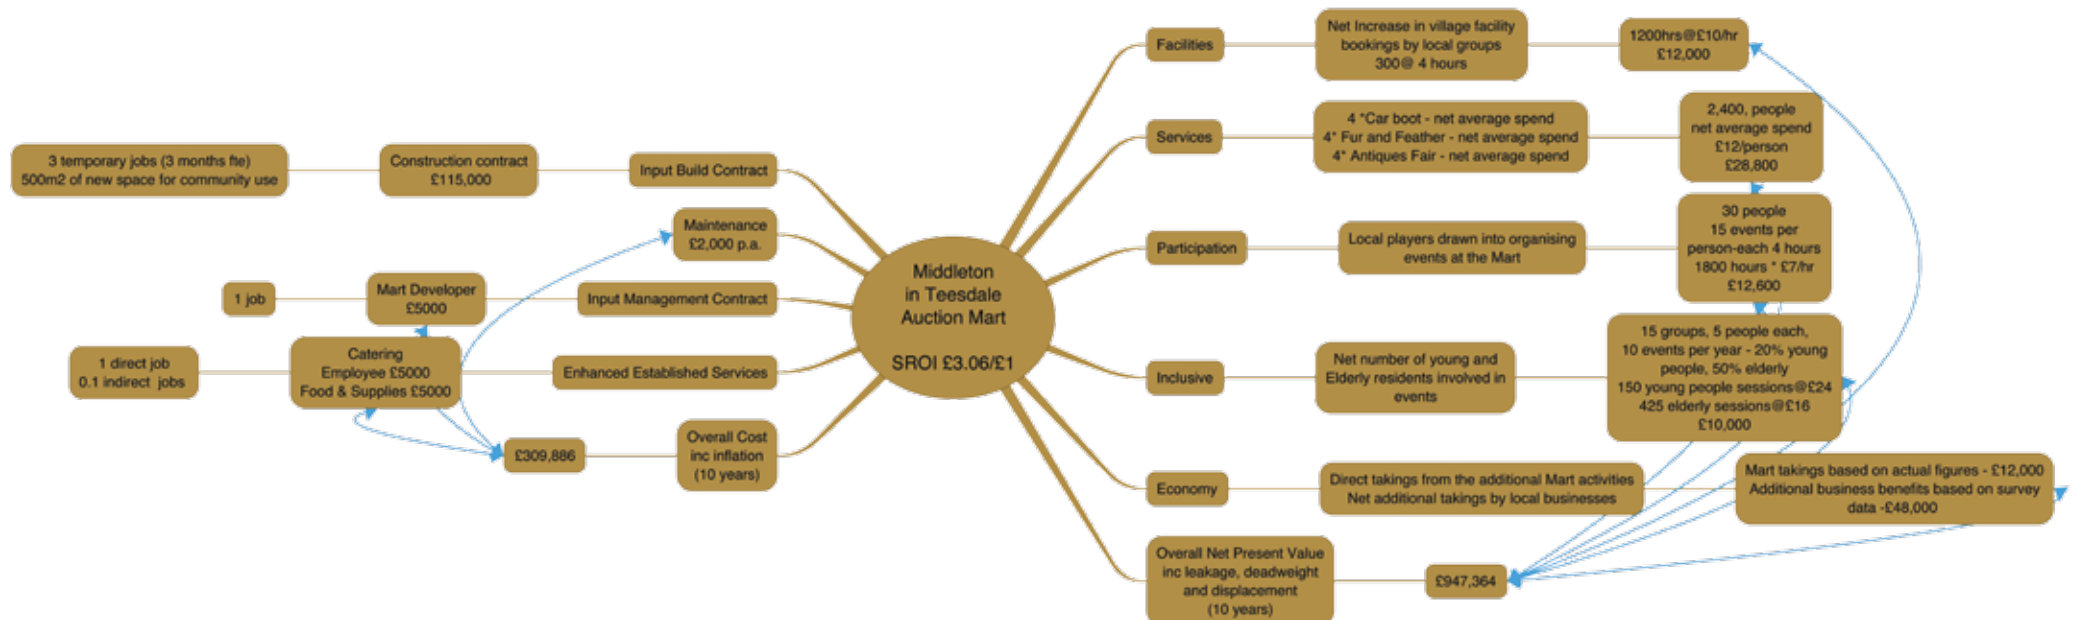 Middleton
in Teesdale
Auction Mart
SROI £3.06/£1
Input Build Contract
Construction contract
£115,000
3 temporary jobs (3 months fte)
500m2 of new space for community use
Maintenance
£2,000 p.a.
Input Management Contract
Mart Developer
£5000
1 job
Enhanced Established Services
Catering
Employee £5000
Food & Supplies £5000
1 direct job
0.1 indirect jobs
Overall Cost
inc inflation
(10 years)
£309,886
Facilities
Net Increase in village facility
bookings by local groups
300@ 4 hours
1200hrs@£10/hr
£12,000
Services
4 *Car boot - net average spend
4* Fur and Feather - net average spend
4* Antiques Fair - net average spend
2,400, people
net average spend
£12/person
£28,800
Participation
Local players drawn into organising
events at the Mart
30 people
15 events per
person-each 4 hours
1800 hours * £7/hr
£12,600
Inclusive
Net number of young and
Elderly residents involved in
events
15 groups, 5 people each,
10 events per year - 20% young
people, 50% elderly
150 young people sessions@£24
425 elderly sessions@£16
£10,000
Economy
Direct takings from the additional Mart activities
Net additional takings by local businesses
Mart takings based on actual figures - £12,000
Additional business benefits based on survey
data -£48,000
Overall Net Present Value
inc leakage, deadweight
and displacement
(10 years)
£947,364